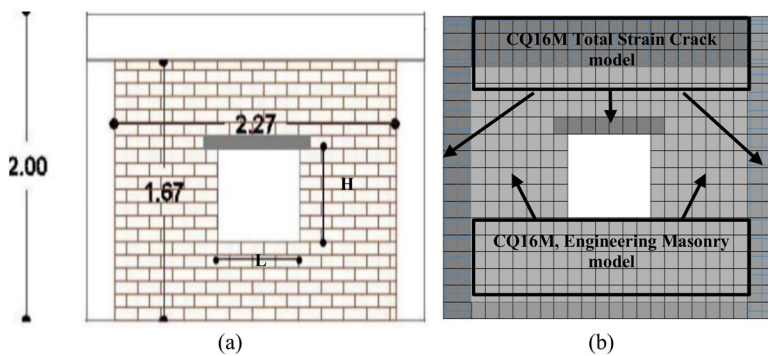 2.27
2.00
1.67
H
L
(a)
CQ16M Total Strain Crack
model
CQ16M, Engineering Masonry
model
(b)